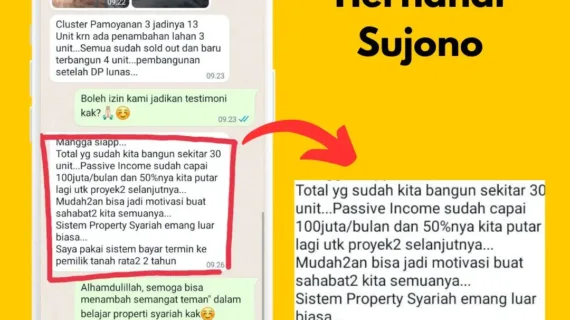 09.22
Cluster Pamoyanan 3 jadinya 13
Unit krn ada penambahan lahan 3
unit...Semua sudah sold out dan baru
terbangun 4 unit...pembangunan
setelah DP lunas...
09.23
Boleh izin kami jadikan testimoni
kak?🙏🏻☺️
09.23
Mangga siapp...
Total yg sudah kita bangun sekitar 30
unit...Passive Income sudah capai
100juta/bulan dan 50%nya kita putar
lagi utk proyek2 selanjutnya...
Mudah2an bisa jadi motivasi buat
sahabat2 kita semuanya...
Sistem Property Syariah emang luar
biasa...
Saya pakai sistem bayar termin ke
pemilik tanah rata2 2 tahun
09.26
Alhamdulillah, semoga bisa
menambah semangat teman" dalam
belajar properti syariah kak☺️
Sujono
Total yg sudah kita bangun sekitar 30
unit...Passive Income sudah capai
100juta/bulan dan 50%nya kita putar
lagi utk proyek2 selanjutnya...
Mudah2an bisa jadi motivasi buat
sahabat2 kita semuanya...
Sistem Property Syariah emang luar
biasa...